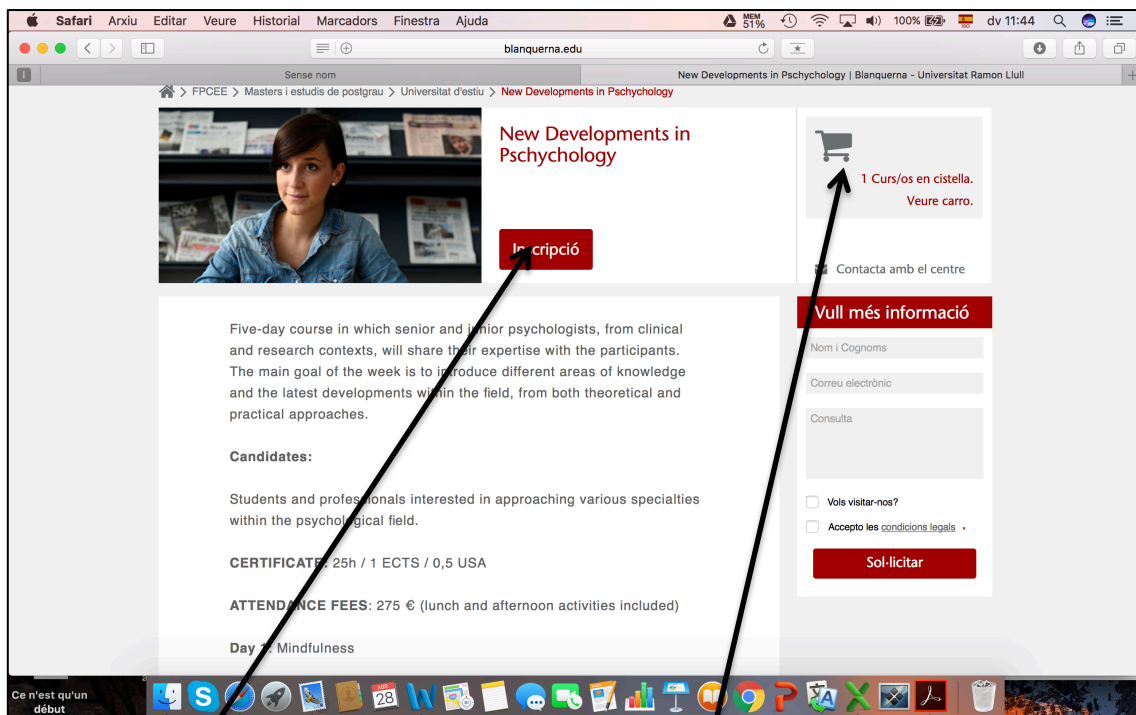 Safari Arxiu Editar Veure Historial Marcadors Finestra Ajuda MEM 51% 100% ISO dv 11:44
blanquerna.edu
I Sense nom New Developments in Pschychology | Blanquerna - Universitat Ramon Llull
FPCEE > Masters i estudis de postgrau > Universitat d'estiu > New Developments in Pschychology
New Developments in
Pschychology
Inscripció
1 Curs/os en cistella.
Veure carro.
Contacta amb el centre
Five-day course in which senior and junior psychologists, from clinical
and research contexts, will share their expertise with the participants.
The main goal of the week is to introduce different areas of knowledge
and the latest developments within the field, from both theoretical and
practical approaches.
Candidates:
Students and professionals interested in approaching various specialties
within the psychological field.
CERTIFICATE: 25h / 1 ECTS / 0,5 USA
ATTENDANCE FEES: 275 € (lunch and afternoon activities included)
Day 1: Mindfulness
Vull més informació
Nom i Cognoms
Correu electrònic
Consulta
Vols visitar-nos?
Accepto les condicions legals
Sol·licitar
Ce n'est qu'un
début
ABR
28